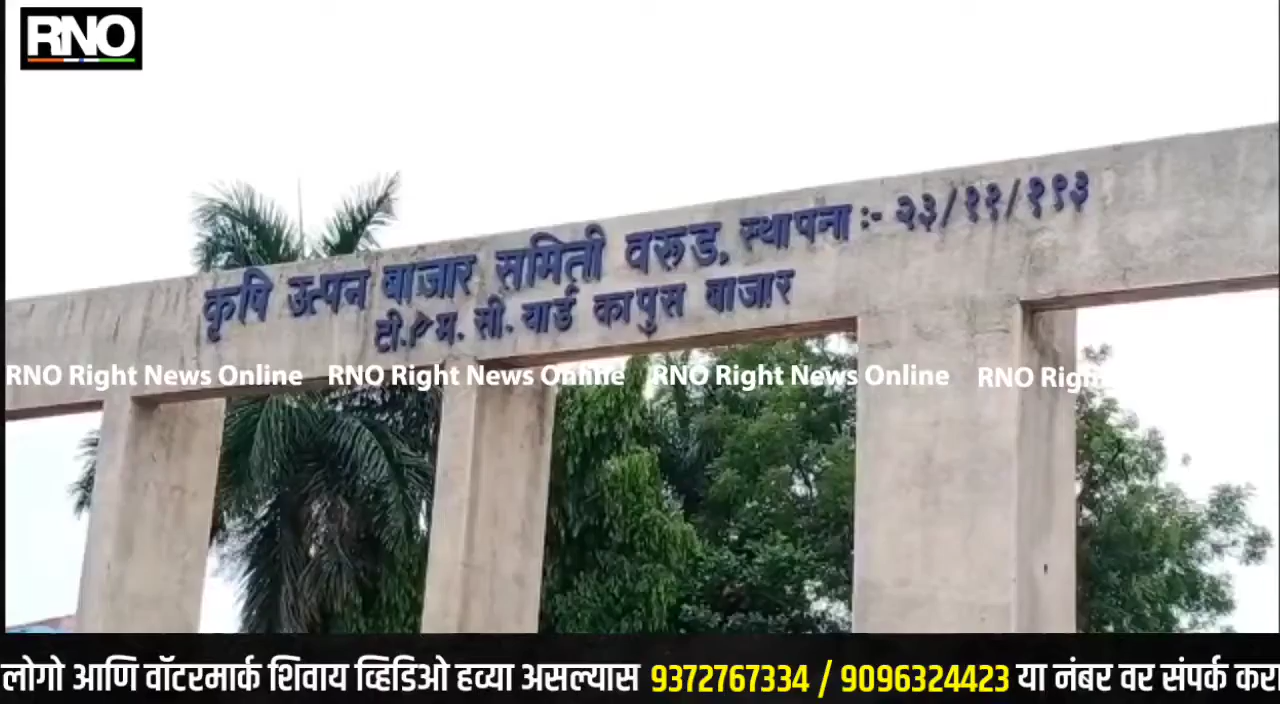 RNO
कृषि उत्पन बाजार समिती वरूड, स्थापना :- २३/११/१९३
टी.एम. सी. यार्ड कापुस बाजार
RNO Right News Online RNO Right News Online RNO Right News Online RNO Righ
लोगो आणि वॉटरमार्क शिवाय व्हिडिओ हव्या असल्यास 9372767334 / 9096324423 या नंबर वर संपर्क करा